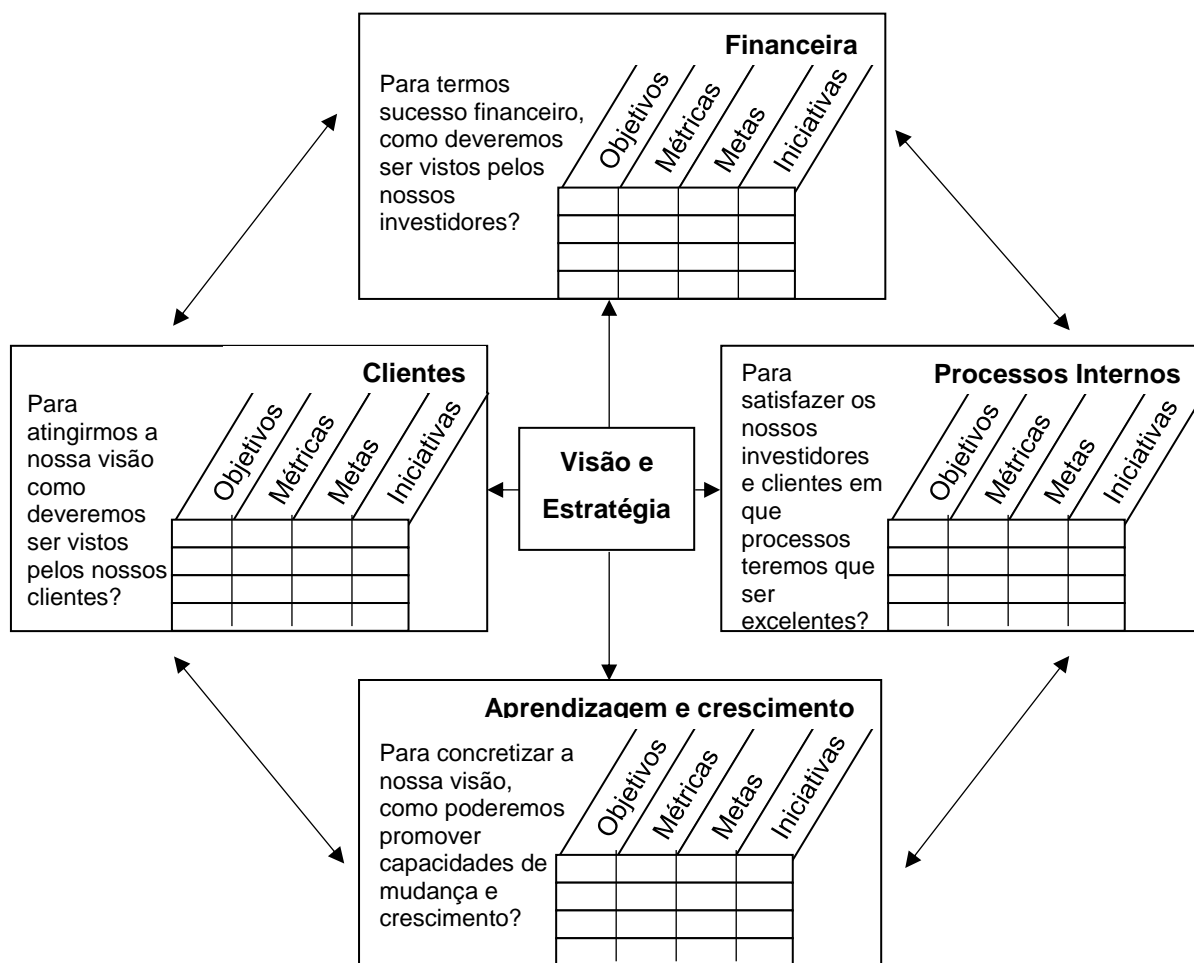 Financeira
Para termos
sucesso financeiro,
como deveremos
ser vistos pelos
nossos
investidores?
Objetivos
Métricas
Metas
Iniciativas
Clientes
Para
atingirmos a
nossa visão
como
deveremos
ser vistos
pelos nossos
clientes?
Objetivos
Métricas
Metas
Iniciativas
Visão e
Estratégia
Processos Internos
Para
satisfazer os
nossos
investidores
e clientes em
que
processos
teremos que
ser
excelentes?
Objetivos
Métricas
Metas
Iniciativas
Aprendizagem e crescimento
Para concretizar a
nossa visão,
como poderemos
promover
capacidades de
mudança e
crescimento?
Objetivos
Métricas
Metas
Iniciativas